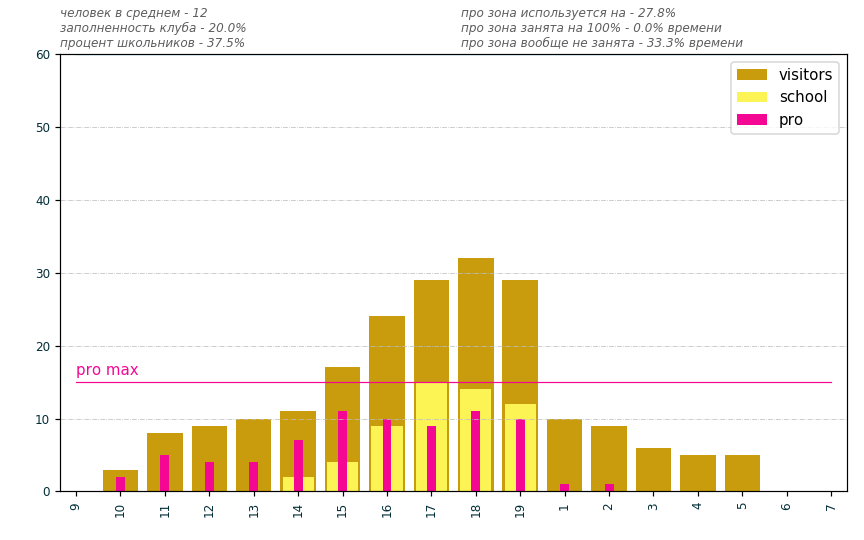 человек в среднем - 12
заполненность клуба - 20.0%
процент школьников - 37.5%
про зона используется на - 27.8%
про зона занята на 100% - 0.0% времени
про зона вообще не занята - 33.3% времени
60
50
40
30
20
10
0
visitors
school
pro
pro max
9
10
11
12
13
14
15
16
17
18
19
1
2
3
4
5
6
7